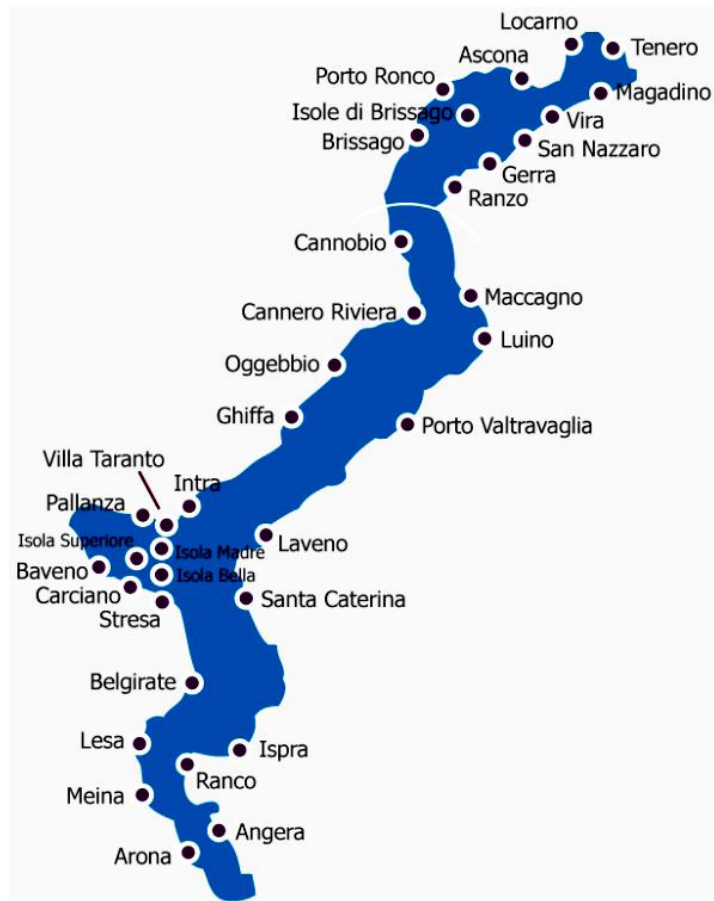 Locarno
Tenero
Ascona
Porto Ronco
Magadino
Isole di Brissago
Vira
Brissago
San Nazzaro
Gerra
Ranzo
Cannobio
Maccagno
Cannero Riviera
Luino
Oggebbio
Ghiffa
Porto Valtravaglia
Villa Taranto
Intra
Pallanza
Isola Superiore
Isola Madre
Laveno
Baveno
Isola Bella
Carciano
Santa Caterina
Stresa
Belgirate
Lesa
Ispra
Ranco
Meina
Angera
Arona